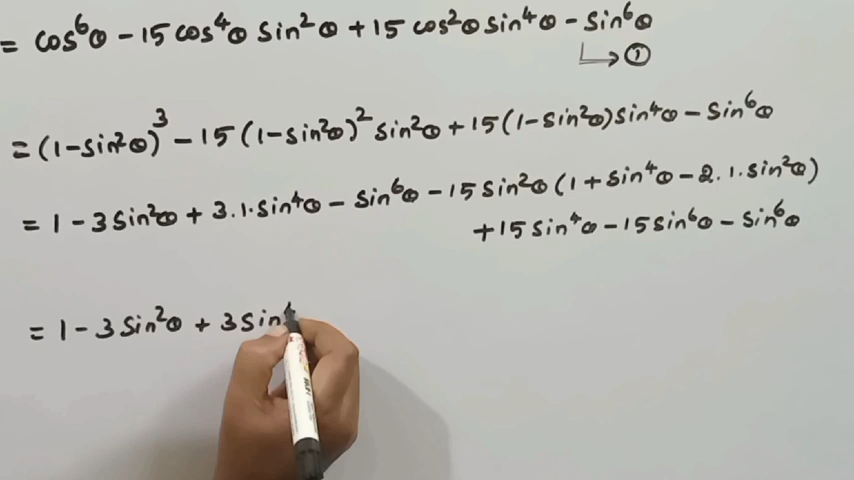 = cos⁶θ - 15 cos⁴θ sin²θ + 15 cos²θ sin⁴θ - sin⁶θ
→ ①
= (1-sin²θ)³ - 15 (1-sin²θ)² sin²θ + 15 (1-sin²θ) sin⁴θ - sin⁶θ
= 1 - 3 sin²θ + 3.1.sin⁴θ - sin⁶θ - 15 sin²θ (1 + sin⁴θ - 2.1.sin²θ)
+ 15 sin⁴θ - 15 sin⁶θ - sin⁶θ
= 1 - 3 sin²θ + 3 sin